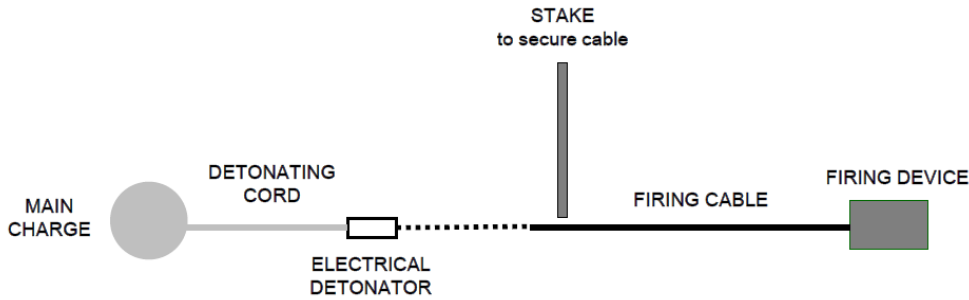 STAKE
to secure cable
DETONATING
CORD
FIRING DEVICE
MAIN
CHARGE
FIRING CABLE
ELECTRICAL
DETONATOR